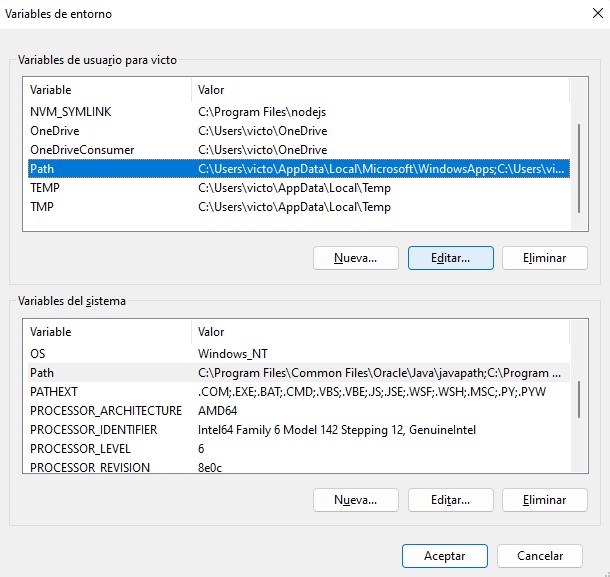 Variables de entorno
Variables de usuario para victo
Variable Valor
NVM_SYMLINK C:\Program Files\nodejs
OneDrive C:\Users\victo\OneDrive
OneDriveConsumer C:\Users\victo\OneDrive
Path C:\Users\victo\AppData\Local\Microsoft\WindowsApps;C:\Users\vi...
TEMP C:\Users\victo\AppData\Local\Temp
TMP C:\Users\victo\AppData\Local\Temp
Nueva... Editar... Eliminar
Variables del sistema
Variable Valor
OS Windows_NT
Path C:\Program Files\Common Files\Oracle\Java\javapath;C:\Program ...
PATHEXT .COM;.EXE;.BAT;.CMD;.VBS;.VBE;.JS;.JSE;.WSF;.WSH;.MSC;.PY;.PYW
PROCESSOR_ARCHITECTURE AMD64
PROCESSOR_IDENTIFIER Intel64 Family 6 Model 142 Stepping 12, GenuineIntel
PROCESSOR_LEVEL 6
PROCESSOR_REVISION 8e0c
Nueva... Editar... Eliminar
Aceptar Cancelar